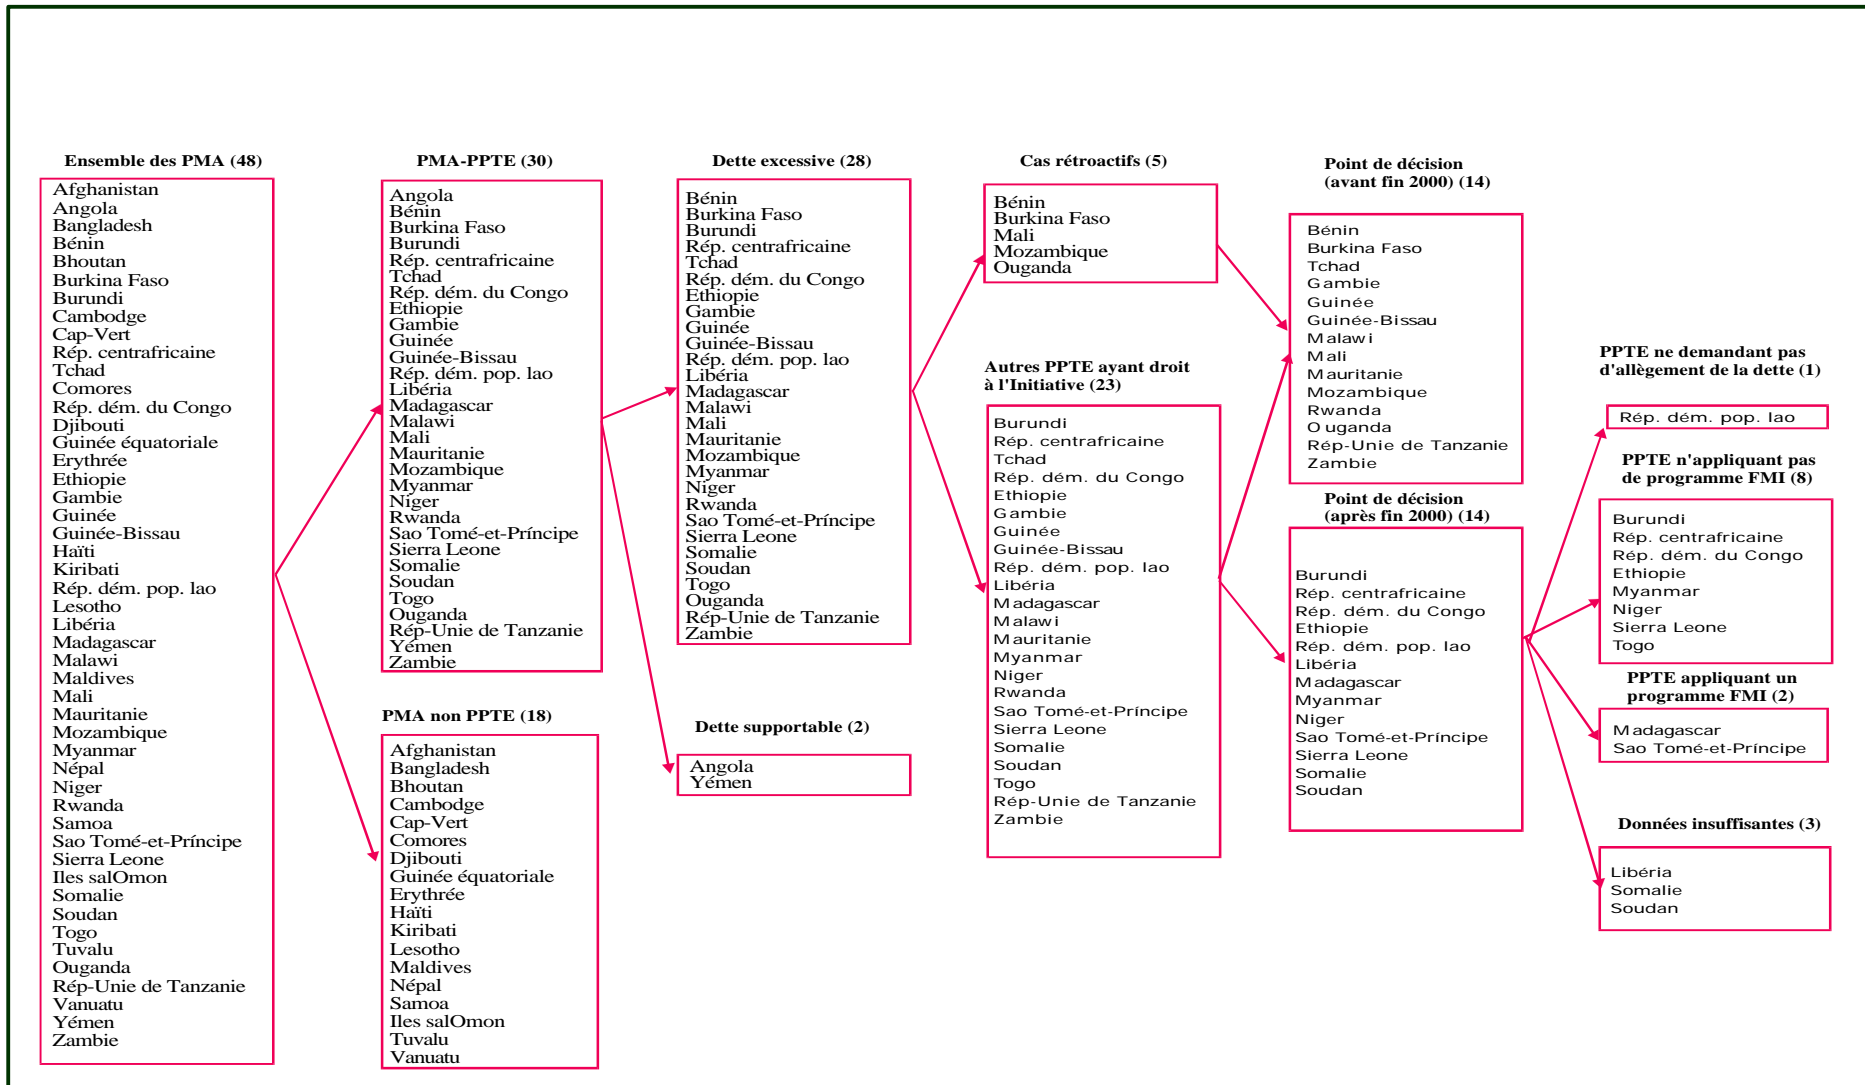 Ensemble des PMA (48)
Afghanistan
Angola
Bangladesh
Bénin
Bhoutan
Burkina Faso
Burundi
Cambodge
Cap-Vert
Rép. centrafricaine
Tchad
Comores
Rép. dém. du Congo
Djibouti
Guinée équatoriale
Erythrée
Ethiopie
Gambie
Guinée
Guinée-Bissau
Haïti
Kiribati
Rép. dém. pop. lao
Lesotho
Libéria
Madagascar
Malawi
Maldives
Mali
Mauritanie
Mozambique
Myanmar
Népal
Niger
Rwanda
Samoa
Sao Tomé-et-Príncipe
Sierra Leone
Iles salOmon
Somalie
Soudan
Togo
Tuvalu
Ouganda
Rép-Unie de Tanzanie
Vanuatu
Yémen
Zambie
PMA-PPTE (30)
Angola
Bénin
Burkina Faso
Burundi
Rép. centrafricaine
Tchad
Rép. dém. du Congo
Ethiopie
Gambie
Guinée
Guinée-Bissau
Rép. dém. pop. lao
Libéria
Madagascar
Malawi
Mali
Mauritanie
Mozambique
Myanmar
Niger
Rwanda
Sao Tomé-et-Príncipe
Sierra Leone
Somalie
Soudan
Togo
Ouganda
Rép-Unie de Tanzanie
Yémen
Zambie
PMA non PPTE (18)
Afghanistan
Bangladesh
Bhoutan
Cambodge
Cap-Vert
Comores
Djibouti
Guinée équatoriale
Erythrée
Haïti
Kiribati
Lesotho
Maldives
Népal
Samoa
Iles salOmon
Tuvalu
Vanuatu
Dette excessive (28)
Bénin
Burkina Faso
Burundi
Rép. centrafricaine
Tchad
Rép. dém. du Congo
Ethiopie
Gambie
Guinée
Guinée-Bissau
Rép. dém. pop. lao
Libéria
Madagascar
Malawi
Mali
Mauritanie
Mozambique
Myanmar
Niger
Rwanda
Sao Tomé-et-Príncipe
Sierra Leone
Somalie
Soudan
Togo
Ouganda
Rép-Unie de Tanzanie
Zambie
Dette supportable (2)
Angola
Yémen
Cas rétroactifs (5)
Bénin
Burkina Faso
Mali
Mozambique
Ouganda
Autres PPTE ayant droit
à l'Initiative (23)
Burundi
Rép. centrafricaine
Tchad
Rép. dém. du Congo
Ethiopie
Gambie
Guinée
Guinée-Bissau
Rép. dém. pop. lao
Libéria
Madagascar
Malawi
Mauritanie
Myanmar
Niger
Rwanda
Sao Tomé-et-Príncipe
Sierra Leone
Somalie
Soudan
Togo
Rép-Unie de Tanzanie
Zambie
Point de décision
(avant fin 2000) (14)
Bénin
Burkina Faso
Tchad
Gambie
Guinée
Guinée-Bissau
Malawi
Mali
Mauritanie
Mozambique
Rwanda
Ouganda
Rép-Unie de Tanzanie
Zambie
Point de décision
(après fin 2000) (14)
Burundi
Rép. centrafricaine
Rép. dém. du Congo
Ethiopie
Rép. dém. pop. lao
Libéria
Madagascar
Myanmar
Niger
Sao Tomé-et-Príncipe
Sierra Leone
Somalie
Soudan
PPTE ne demandant pas
d'allègement de la dette (1)
Rép. dém. pop. lao
PPTE n'appliquant pas
de programme FMI (8)
Burundi
Rép. centrafricaine
Rép. dém. du Congo
Ethiopie
Myanmar
Niger
Sierra Leone
Togo
PPTE appliquant un
programme FMI (2)
Madagascar
Sao Tomé-et-Príncipe
Données insuffisantes (3)
Libéria
Somalie
Soudan